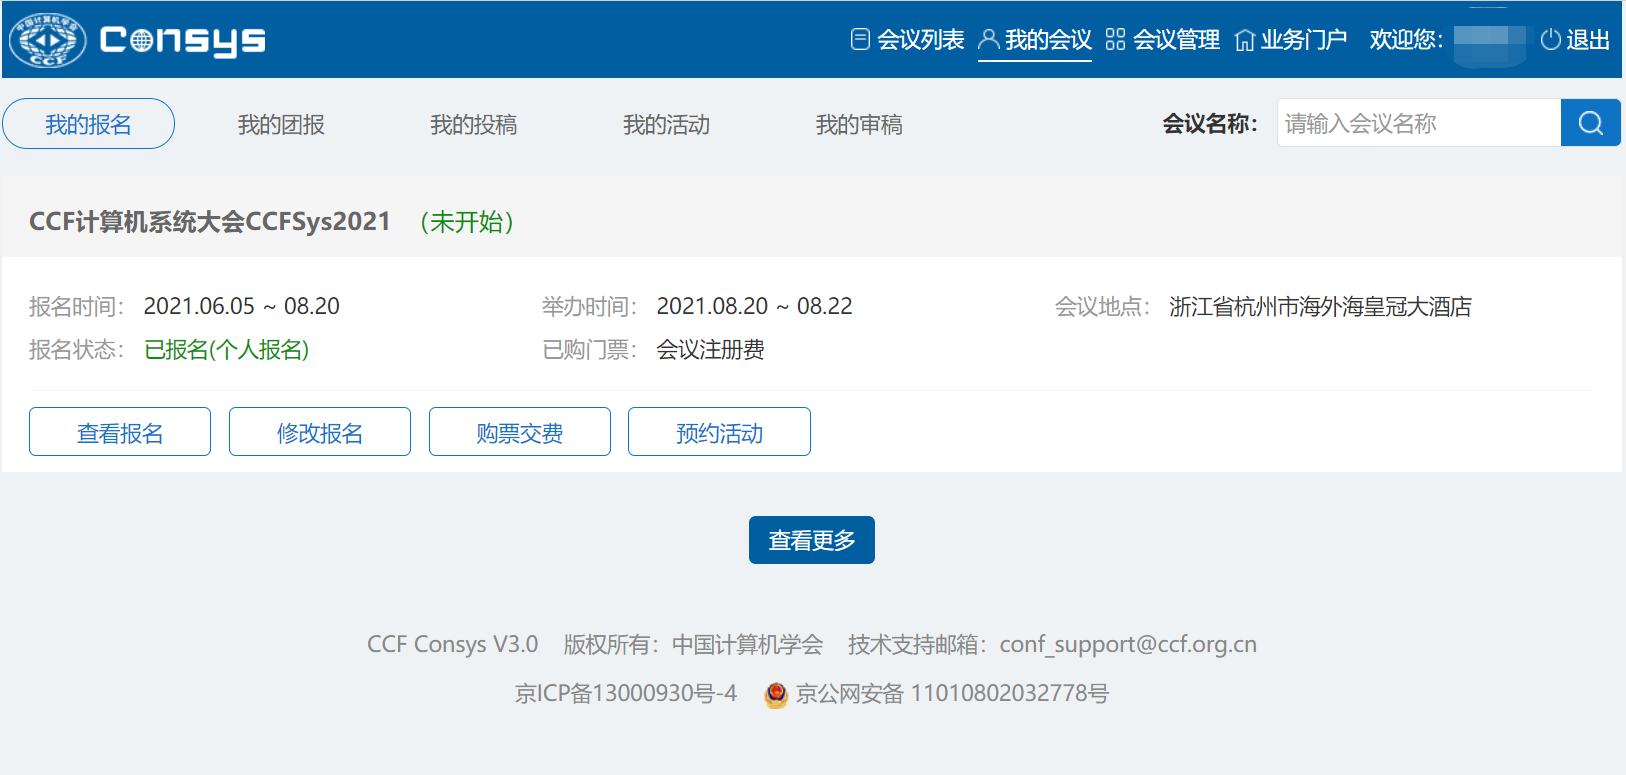 中国计算机学会
CCF
Consys
会议列表 我的会议 会议管理 业务门户 欢迎您: 退出
我的报名 我的团报 我的投稿 我的活动 我的审稿 会议名称: 请输入会议名称
CCF计算机系统大会CCFSys2021 (未开始)
报名时间: 2021.06.05 ~ 08.20 举办时间: 2021.08.20 ~ 08.22 会议地点: 浙江省杭州市海外海皇冠大酒店
报名状态: 已报名(个人报名) 已购门票: 会议注册费
查看报名 修改报名 购票交费 预约活动
查看更多
CCF Consys V3.0 版权所有: 中国计算机学会 技术支持邮箱: conf_support@ccf.org.cn
京ICP备13000930号-4 京公网安备 11010802032778号